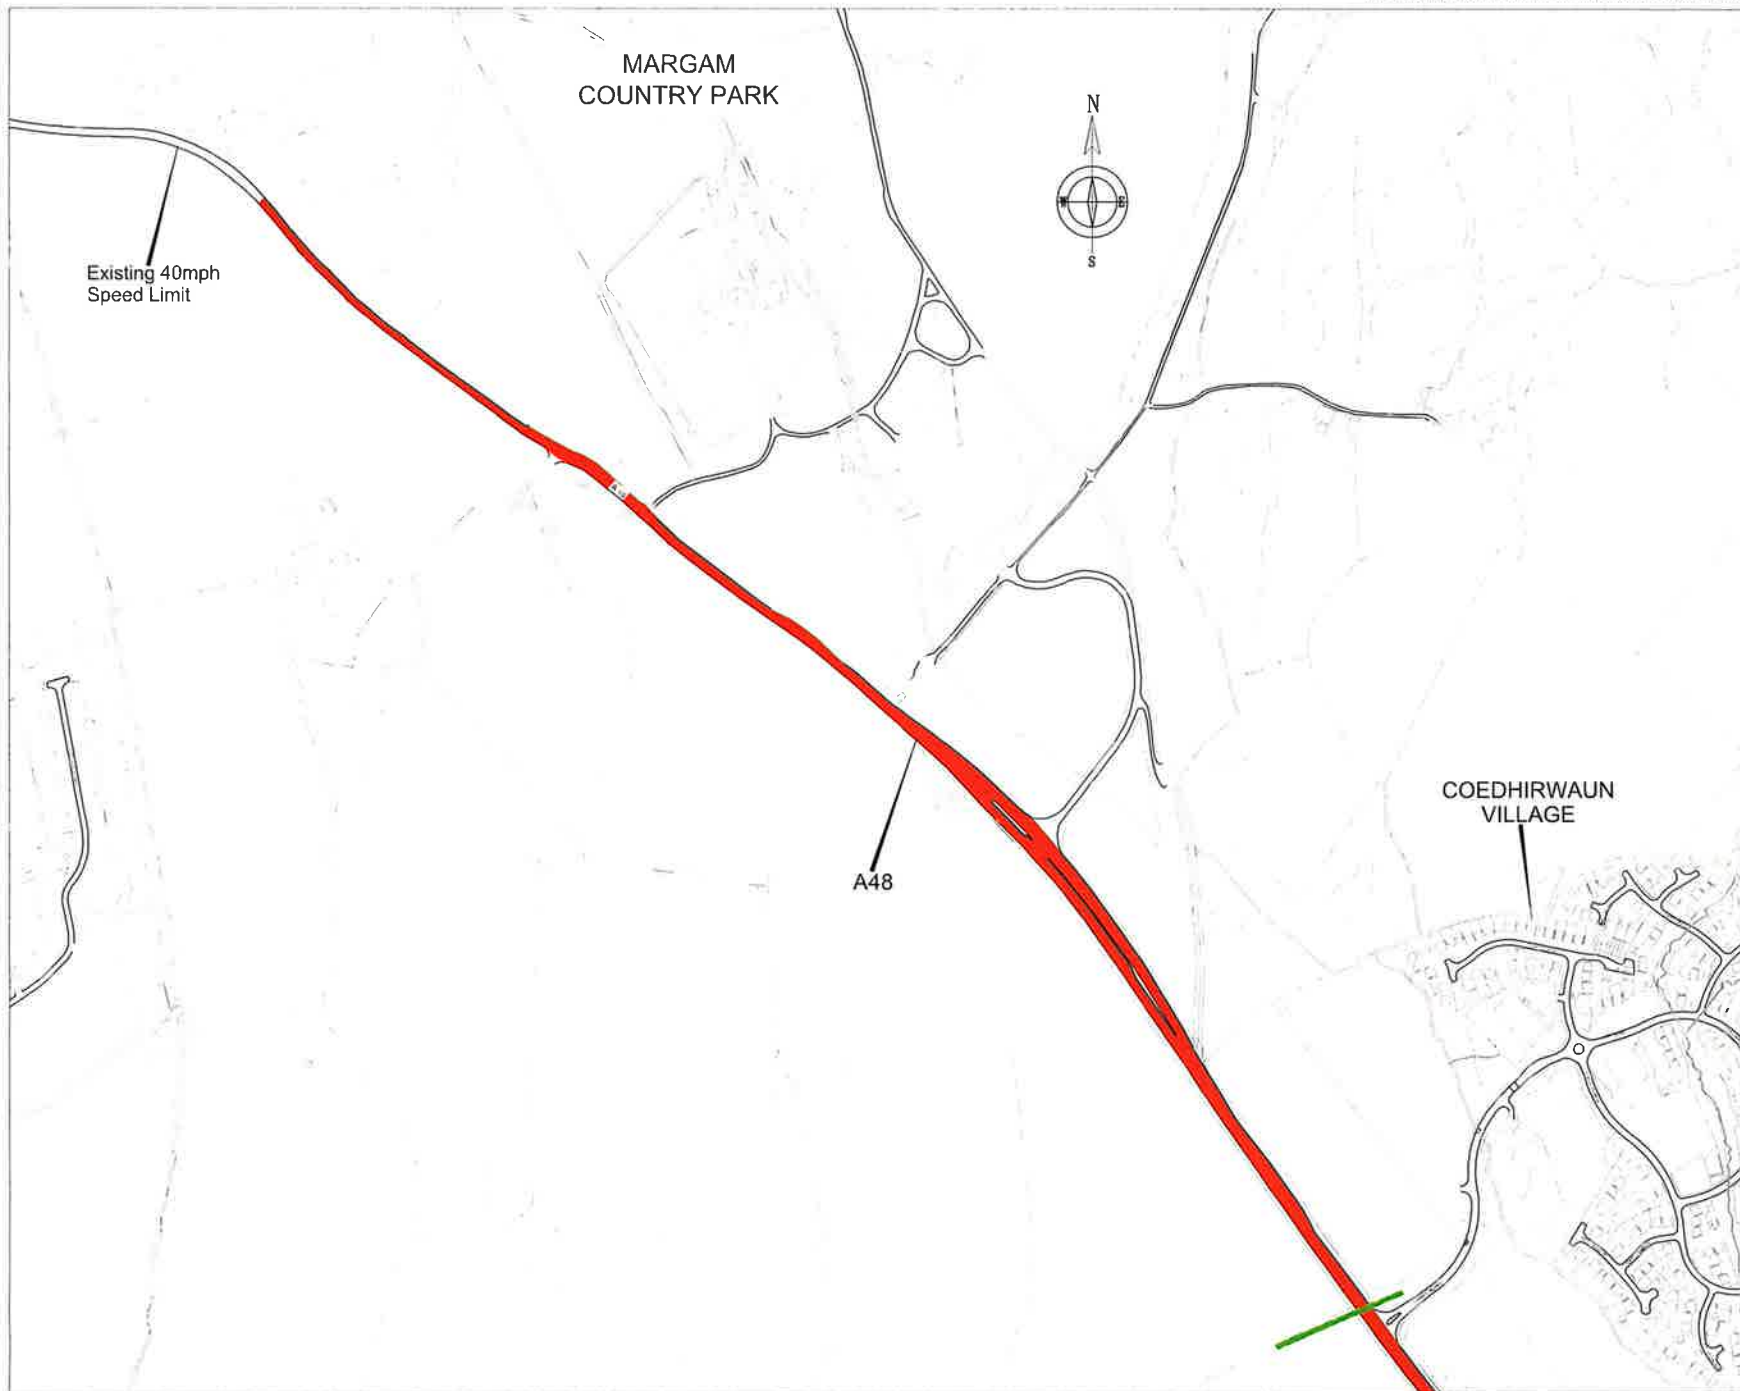 MARGAM
COUNTRY PARK
N
S
Existing 40mph
Speed Limit
A48
COEDHIRWAUN
VILLAGE